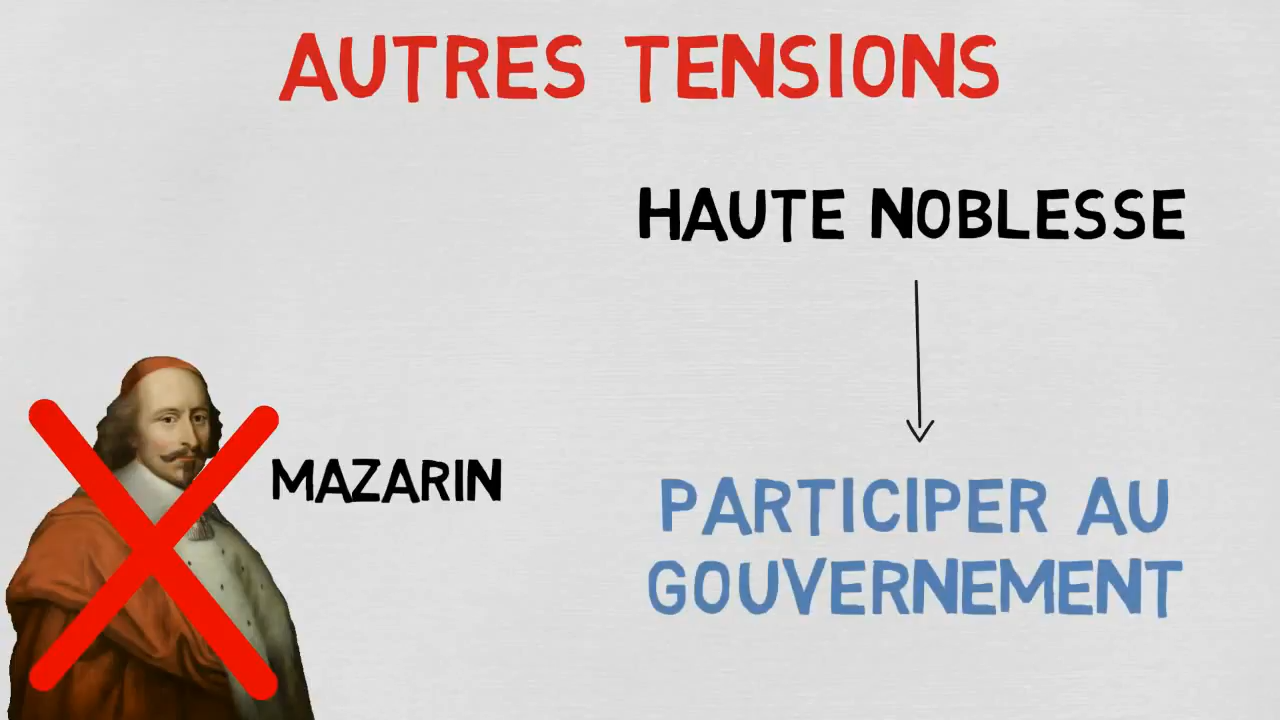 AUTRES TENSIONS
HAUTE NOBLESSE
MAZARIN
PARTICIPER AU
GOUVERNEMENT